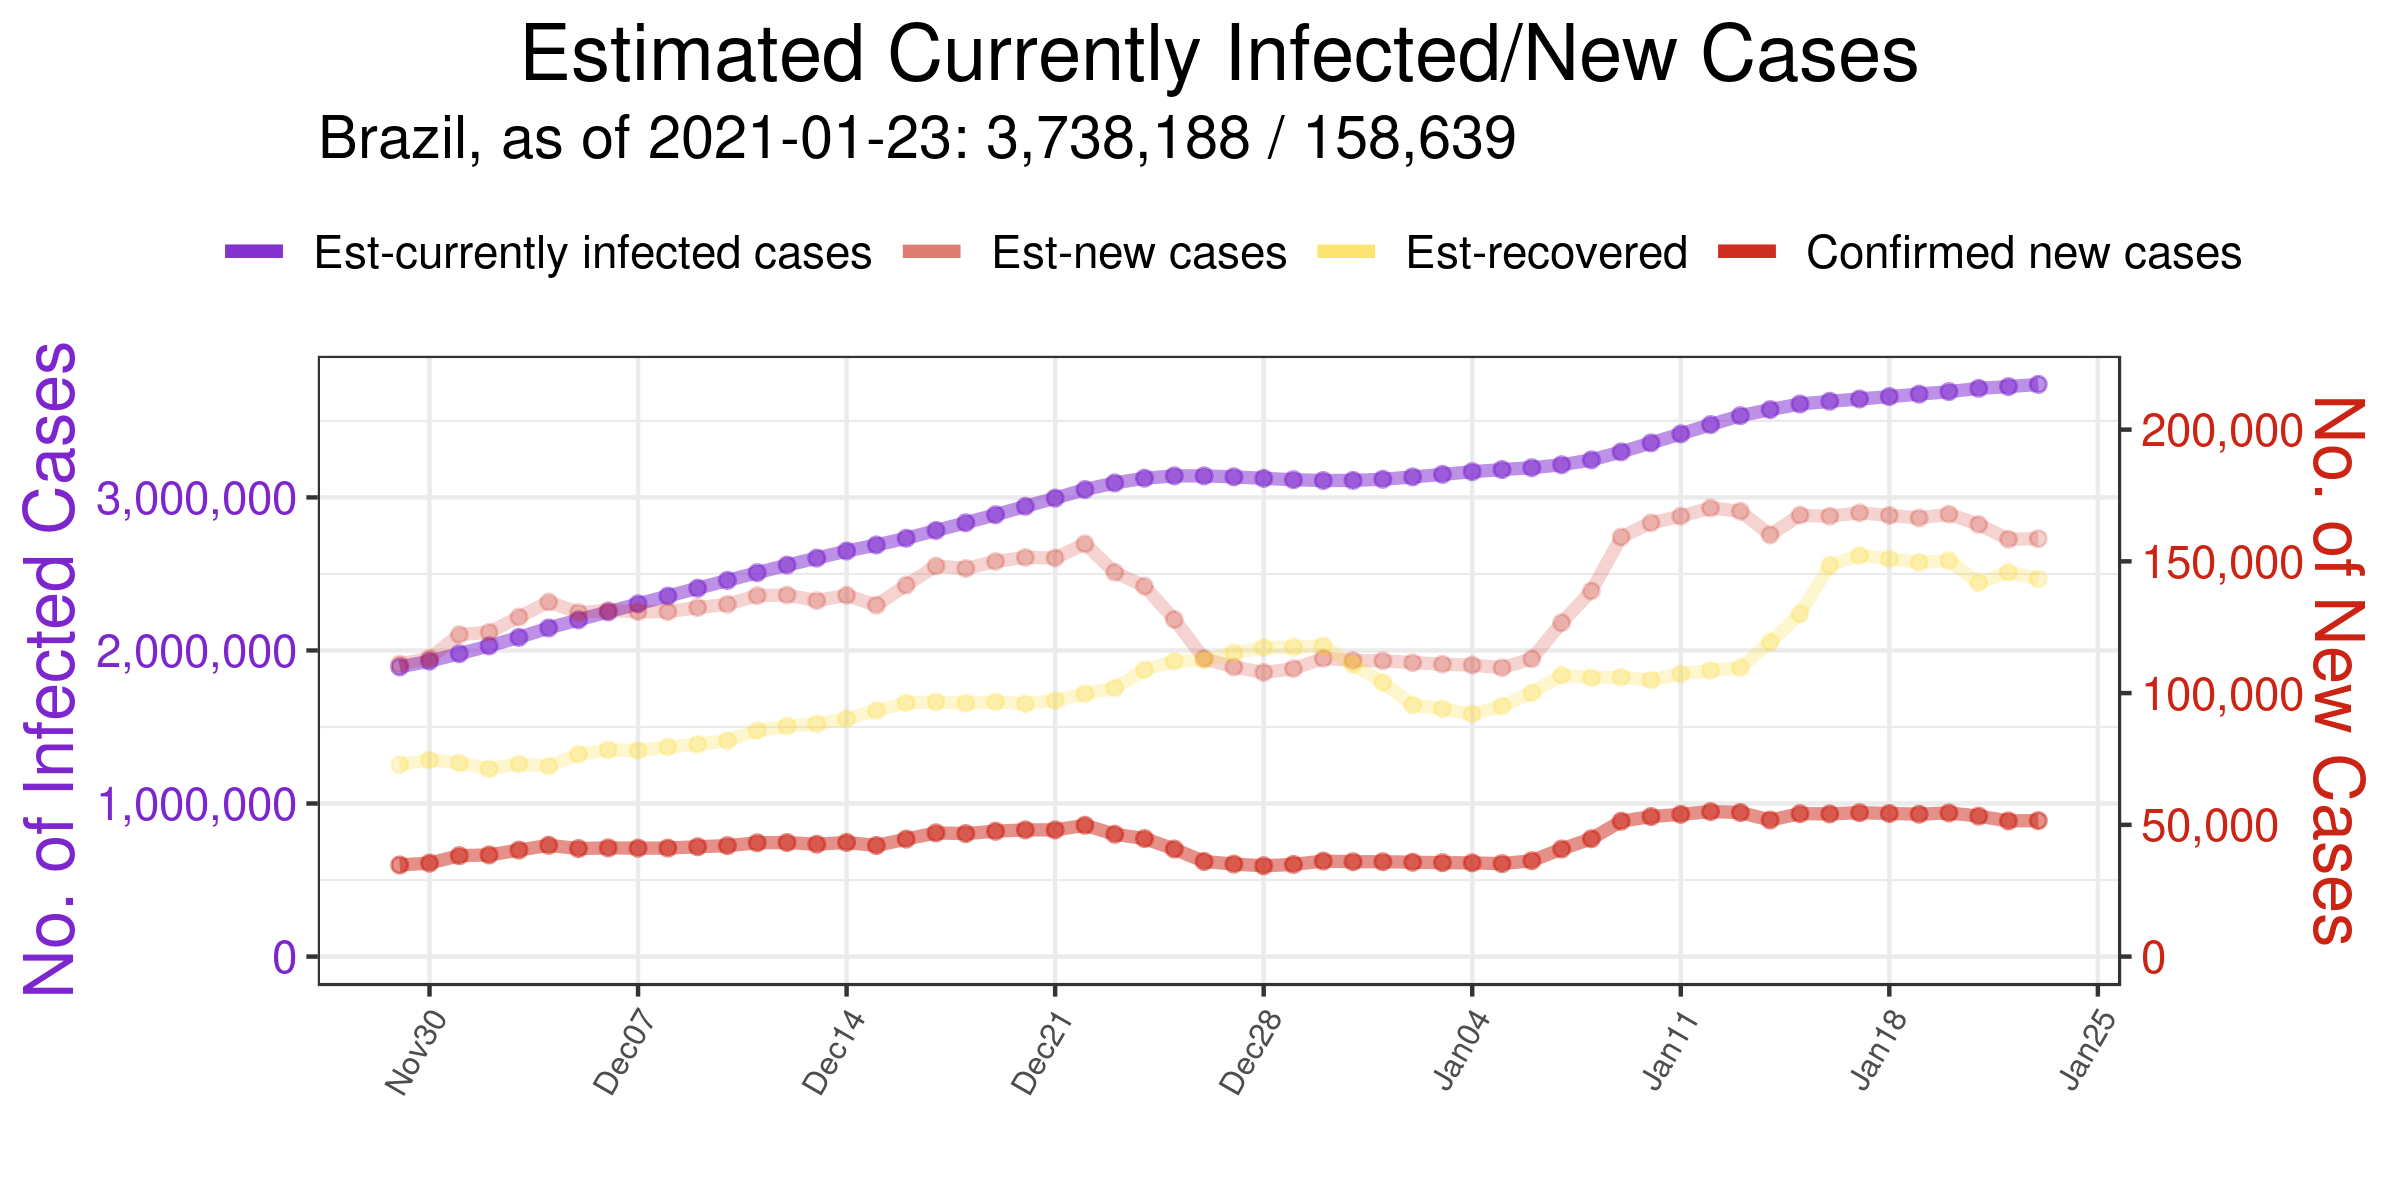 Estimated Currently Infected/New Cases
Brazil, as of 2021-01-23: 3,738,188 / 158,639
Est-currently infected cases Est-new cases Est-recovered Confirmed new cases
No. of Infected Cases
3,000,000
2,000,000
1,000,000
0
200,000
150,000
100,000
50,000
0
No. of New Cases
Nov30 Dec07 Dec14 Dec21 Dec28 Jan04 Jan11 Jan18 Jan25